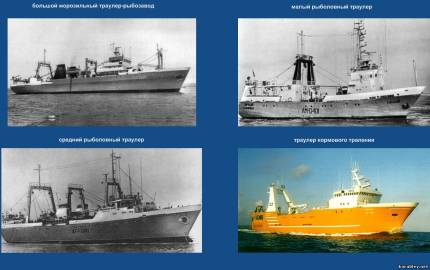 большой морозильный траулер-рыбозавод
малый рыболовный траулер
средний рыболовный траулер
траулер кормового траления